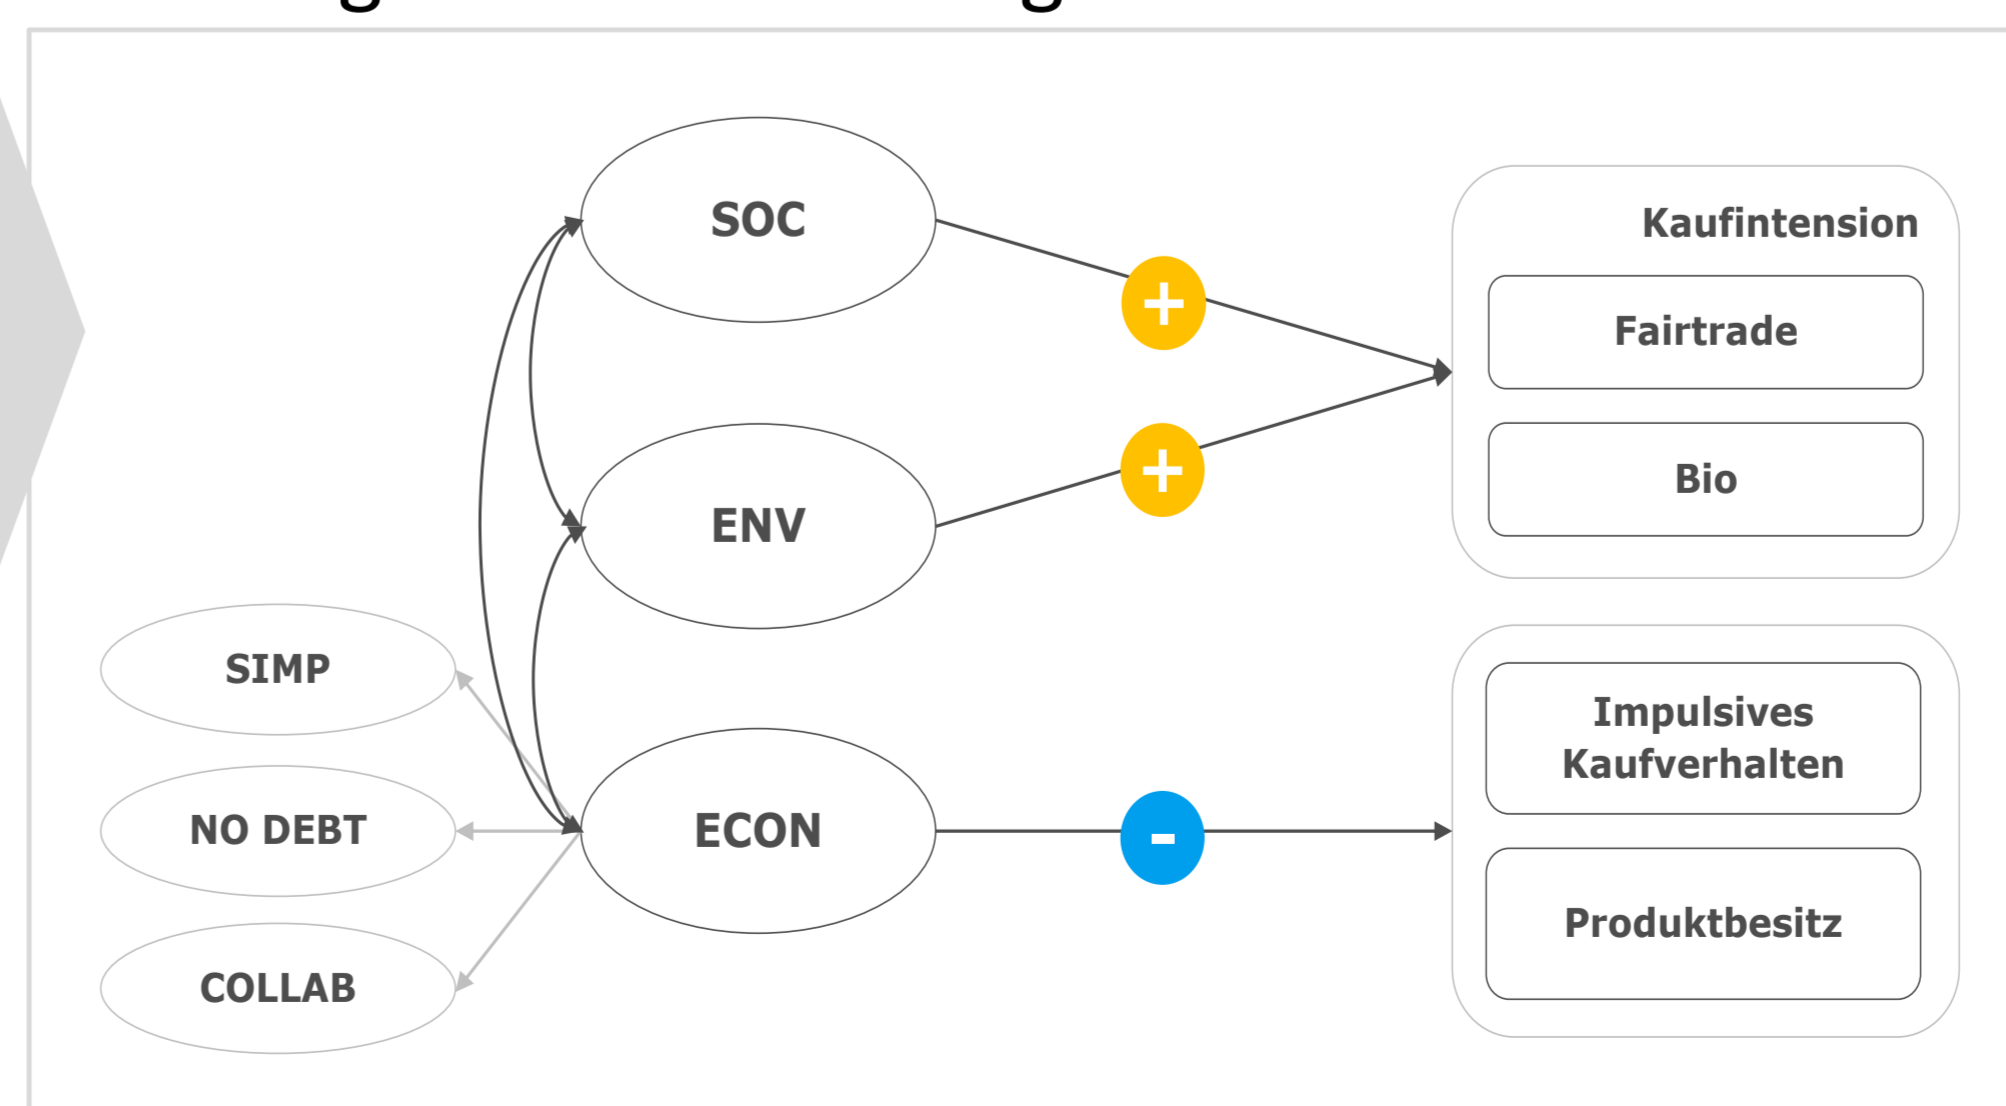 SOC
+
Kaufintension
Fairtrade
ENV
+
Bio
SIMP
NO DEBT
COLLAB
ECON
-
Impulsives
Kaufverhalten
Produktbesitz